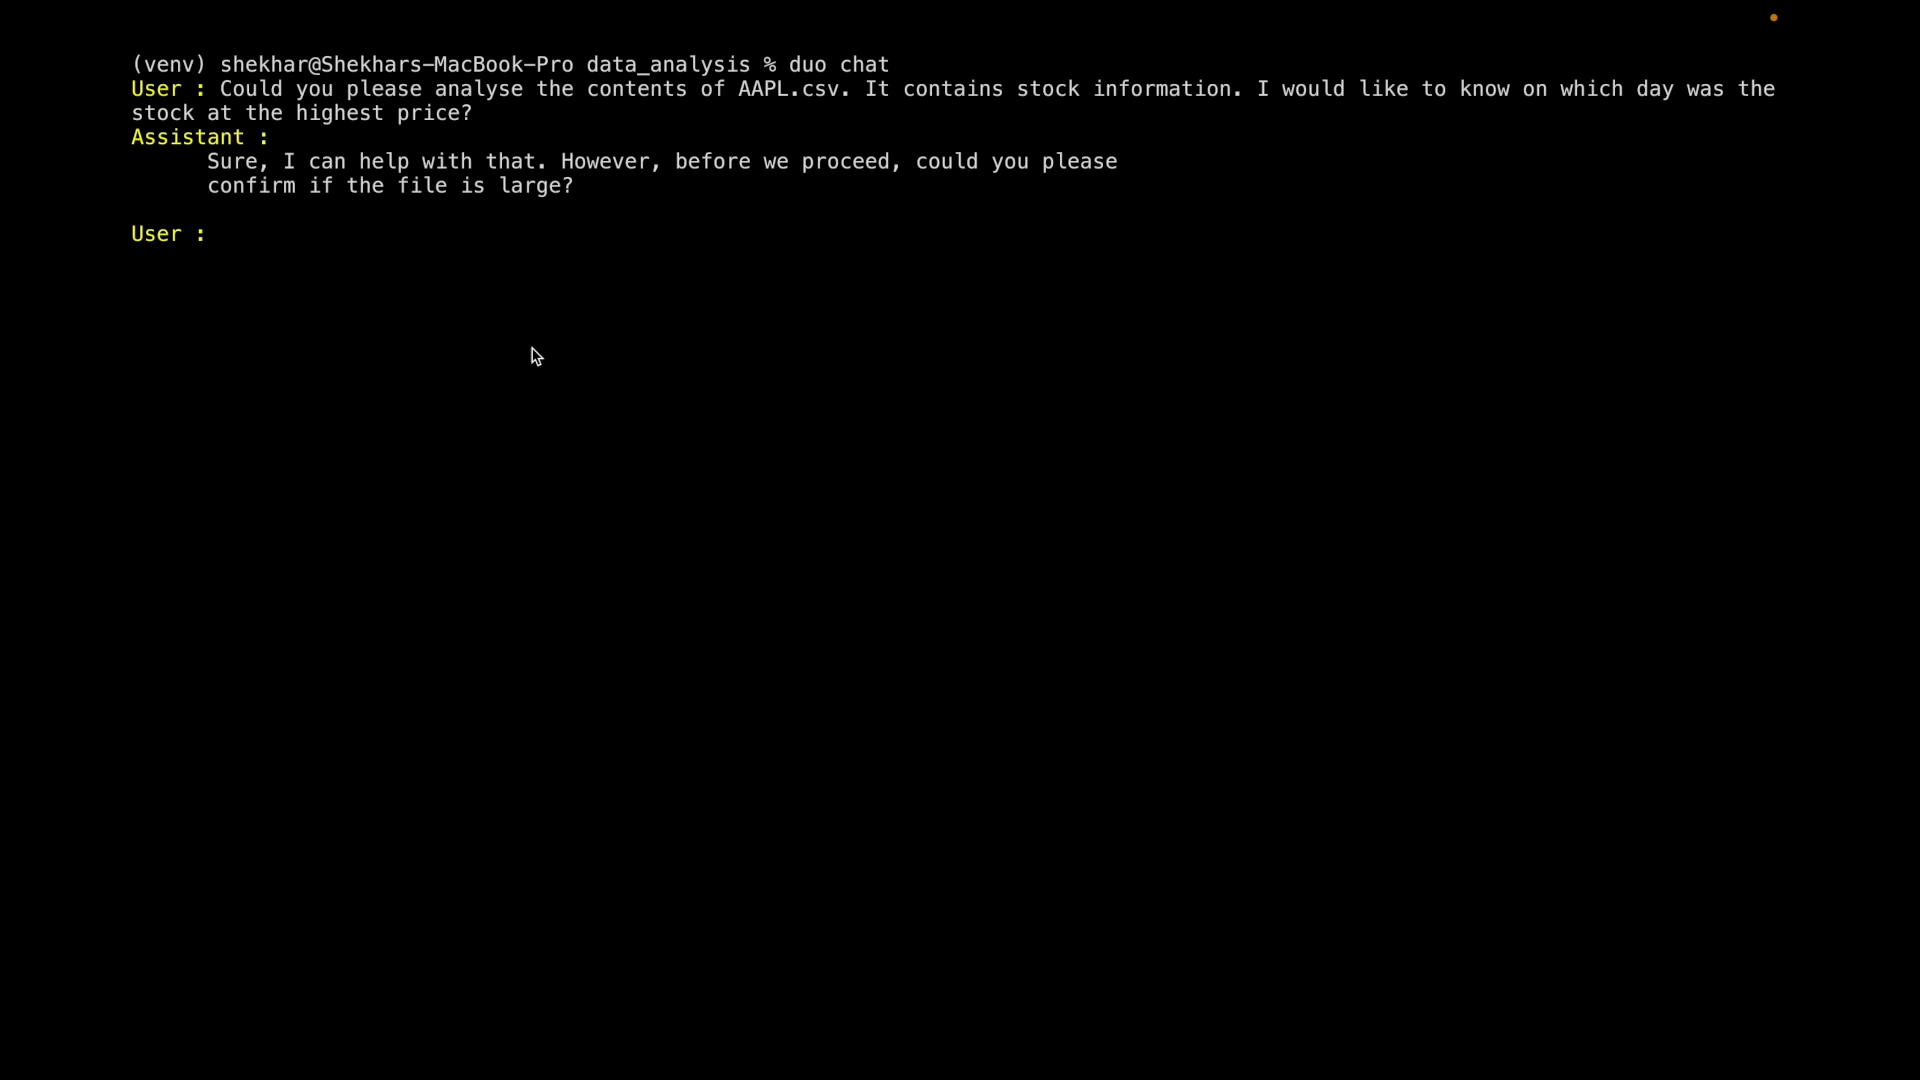 (venv) shekhar@Shekhars-MacBook-Pro data_analysis % duo chat
User : Could you please analyse the contents of AAPL.csv. It contains stock information. I would like to know on which day was the
stock at the highest price?
Assistant :
Sure, I can help with that. However, before we proceed, could you please
confirm if the file is large?
User :